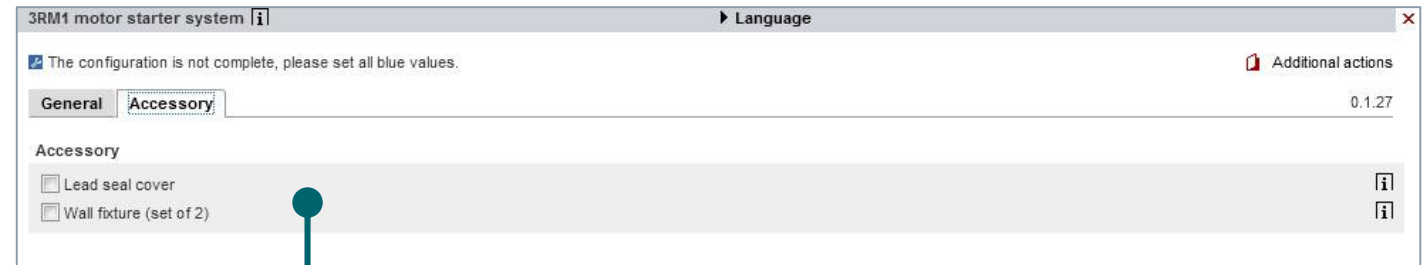 3RM1 motor starter system i Language ×
The configuration is not complete, please set all blue values. Additional actions
General Accessory 0.1.27
Accessory
Lead seal cover i
Wall fixture (set of 2) i